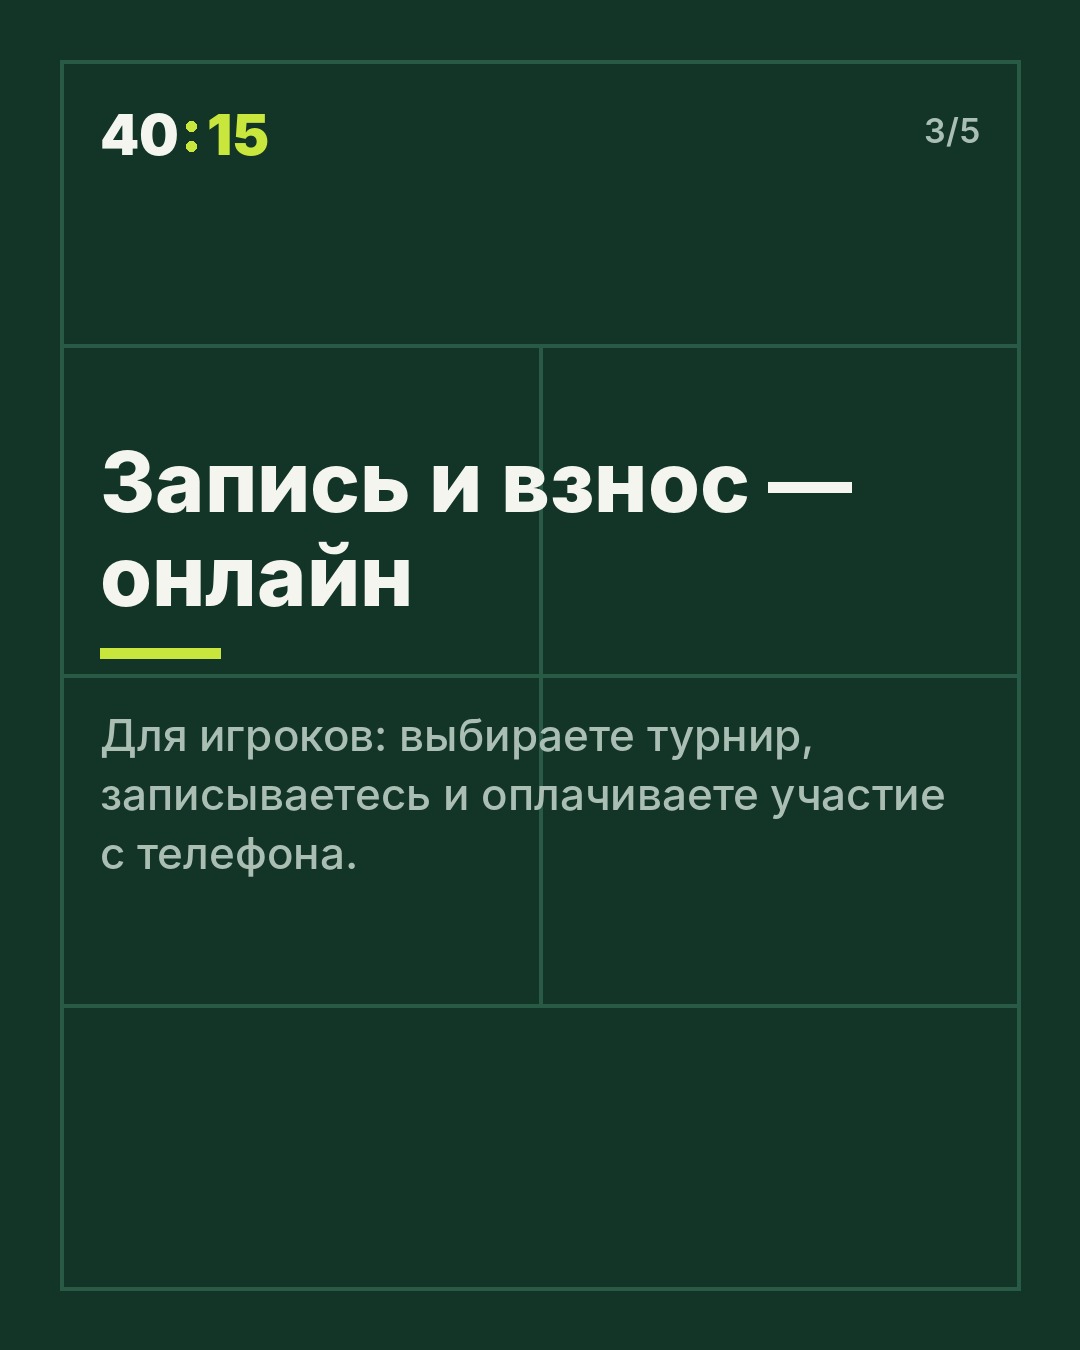 40:15
3/5
Запись и взнос —
онлайн
Для игроков: выбираете турнир,
записываетесь и оплачиваете участие
с телефона.